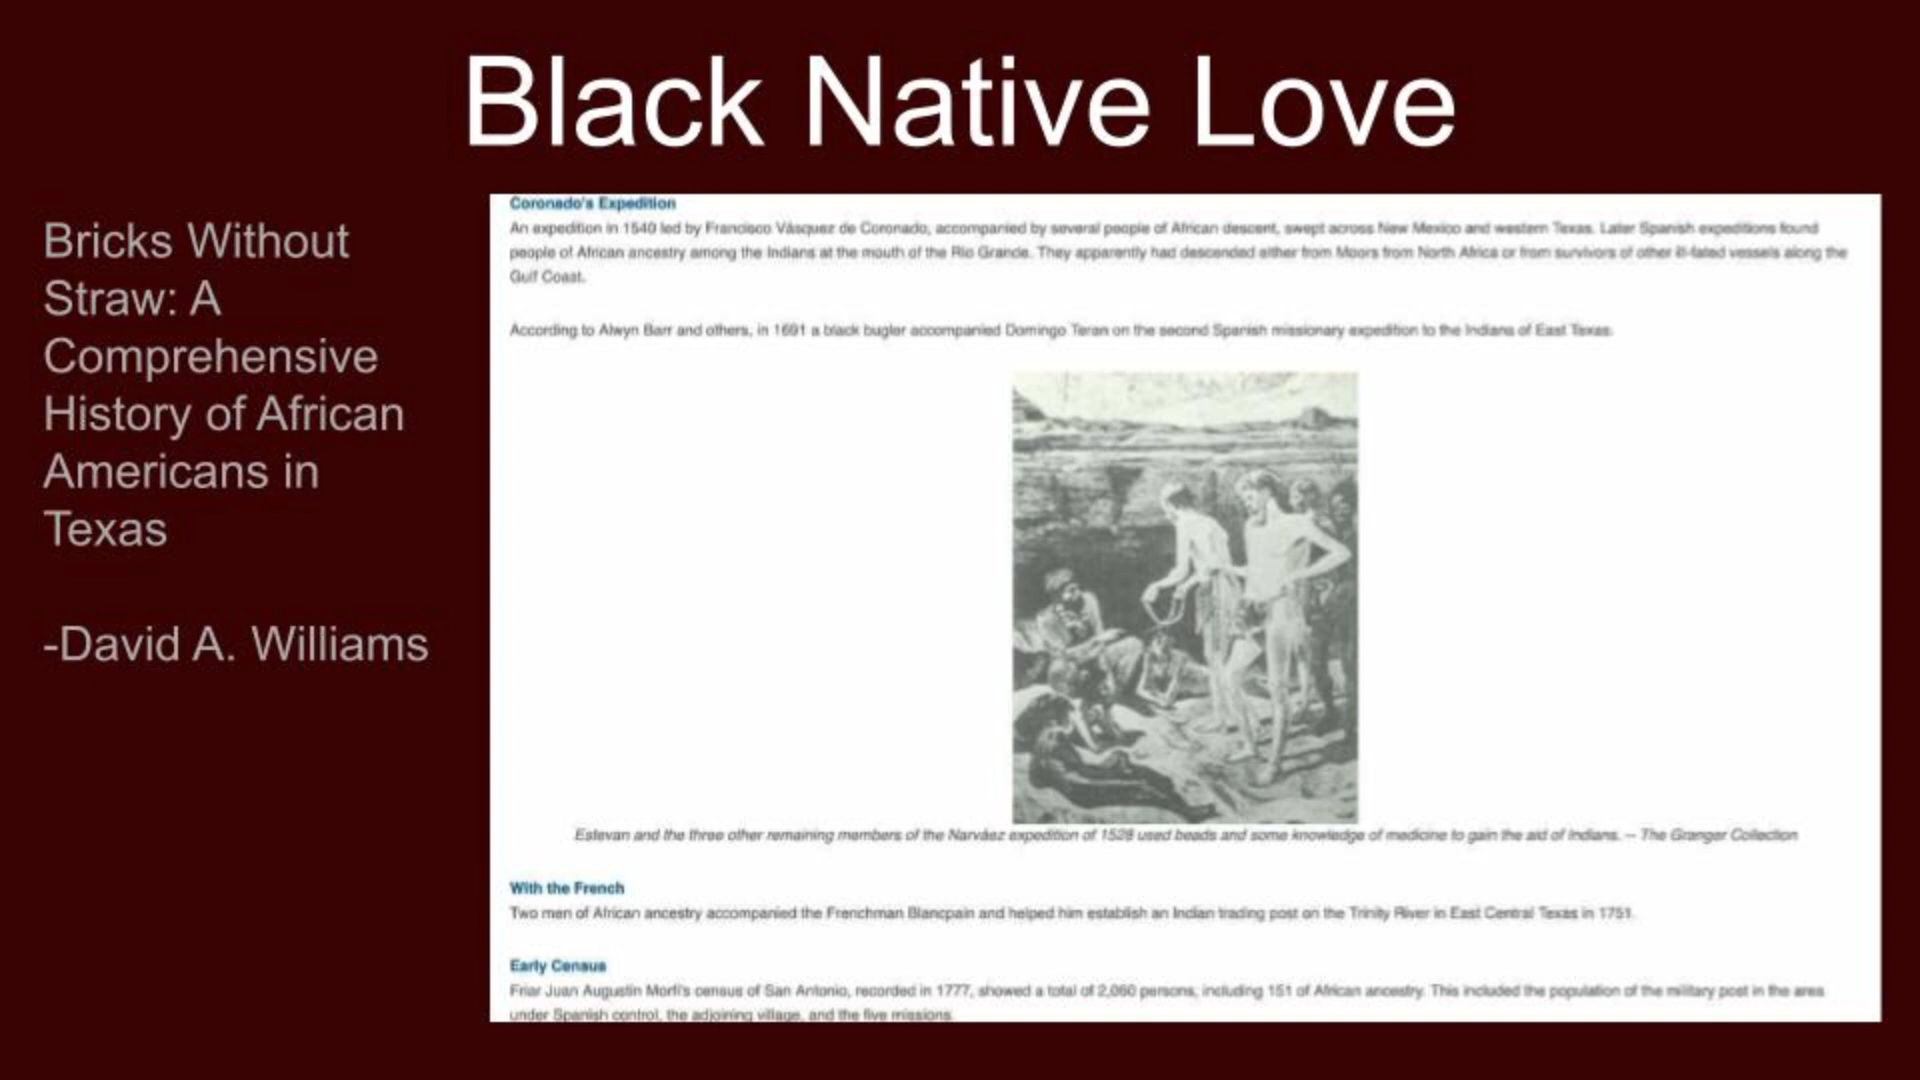 Black Native Love
Bricks Without
Straw: A
Comprehensive
History of African
Americans in
Texas
-David A. Williams
Coronado's Expedition
An expedition in 1540 led by Francisco Vásquez de Coronado, accompanied by several people of African descent, swept across New Mexico and western Texas. Later Spanish expeditions found
people of African ancestry among the Indians at the mouth of the Rio Grande. They apparently had descended either from Moors from North Africa or from survivors of other ill-fated vessels along the
Gulf Coast.
According to Alwyn Barr and others, in 1691 a black bugler accompanied Domingo Teran on the second Spanish missionary expedition to the Indians of East Texas.
Estevan and the three other remaining members of the Narváez expedition of 1528 used beads and some knowledge of medicine to gain the aid of Indians. -- The Granger Collection
With the French
Two men of African ancestry accompanied the Frenchman Blancpain and helped him establish an Indian trading post on the Trinity River in East Central Texas in 1751.
Early Census
Friar Juan Augustin Morfi's census of San Antonio, recorded in 1777, showed a total of 2,060 persons, including 151 of African ancestry. This included the population of the military post in the area
under Spanish control, the adjoining village, and the five missions.